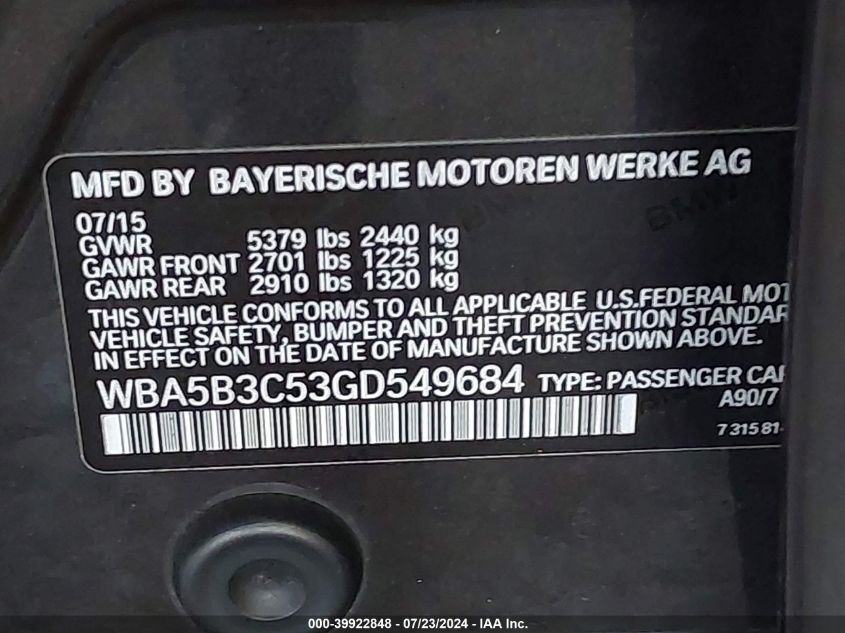 MFD BY BAYERISCHE MOTOREN WERKE AG
07/15
GVWR 5379 lbs 2440 kg
GAWR FRONT 2701 lbs 1225 kg
GAWR REAR 2910 lbs 1320 kg
THIS VEHICLE CONFORMS TO ALL APPLICABLE U.S.FEDERAL MOT
VEHICLE SAFETY, BUMPER AND THEFT PREVENTION STANDAR
IN EFFECT ON THE DATE OF MANUFACTURE SHOWN ABOVE.
WBA5B3C53GD549684 TYPE: PASSENGER CAR
A90/7
7 315 81
000-39922848 - 07/23/2024 - IAA Inc.